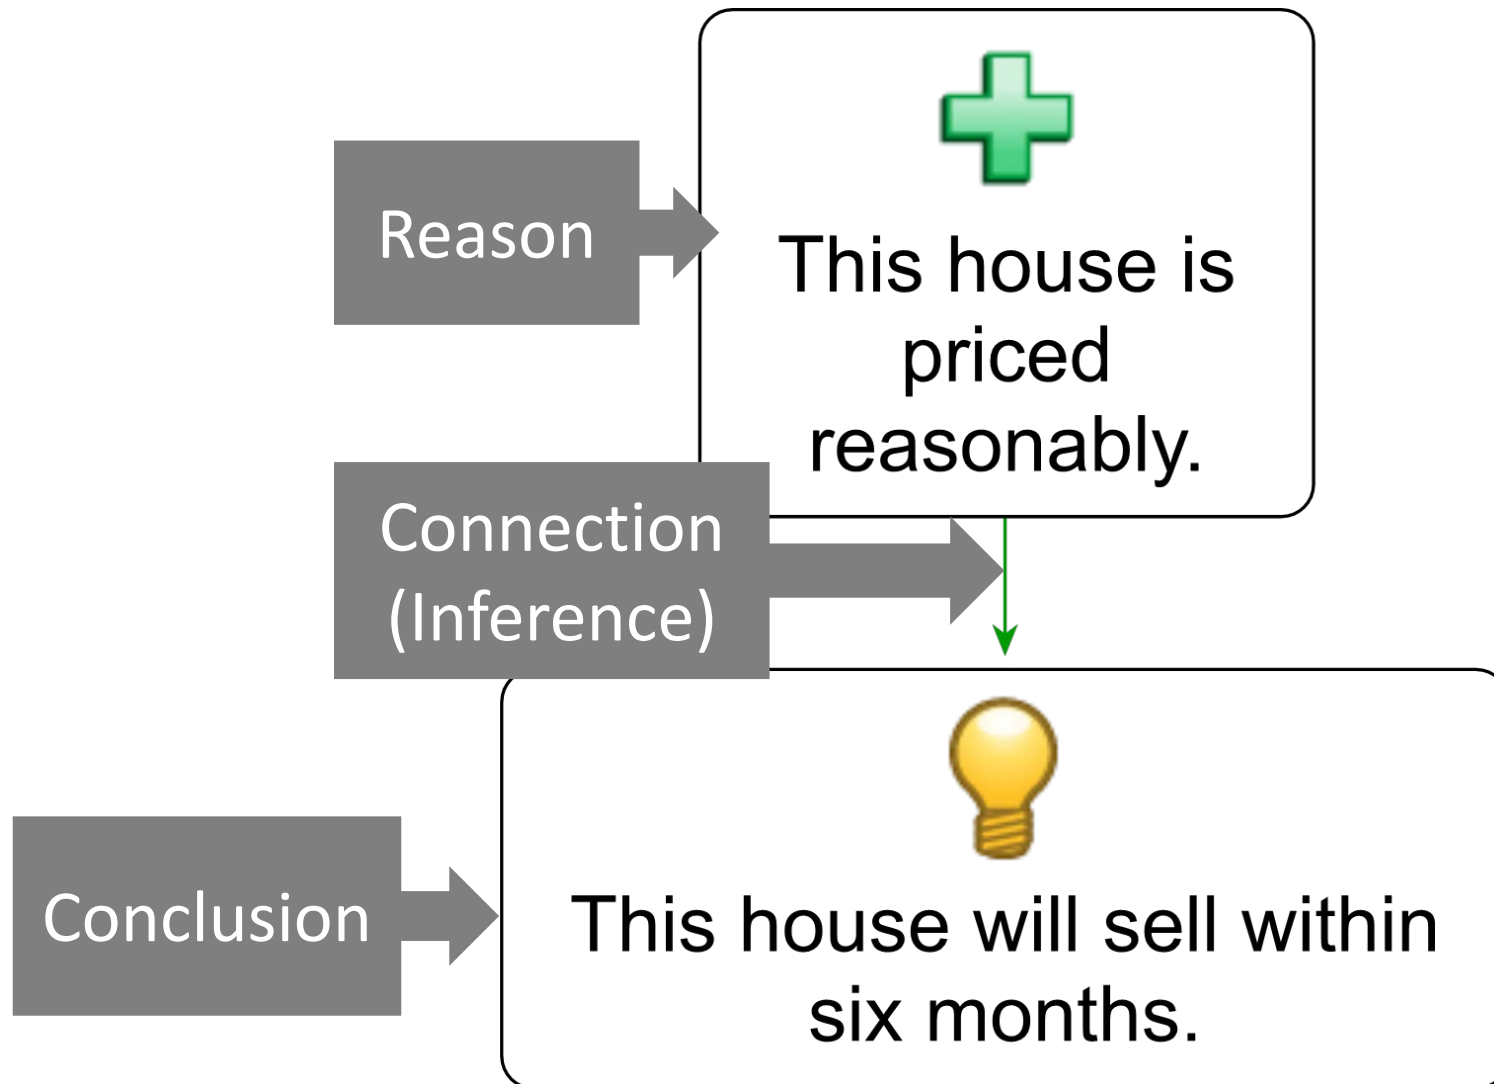 Reason
This house is
priced
reasonably.
Connection
(Inference)
Conclusion
This house will sell within
six months.